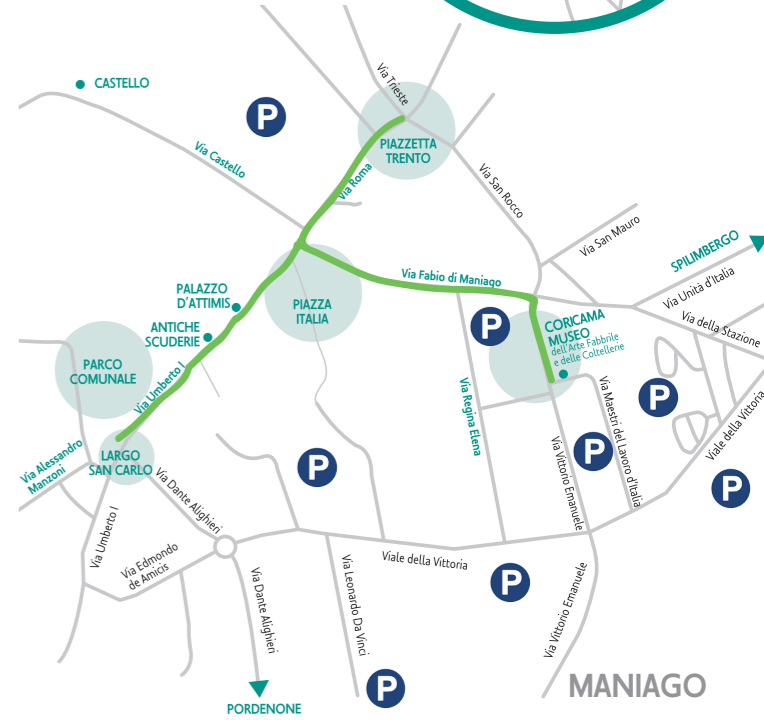 CASTELLO
P
Via Trieste
PIAZZETTA
TRENTO
Via Castello
Via Roma
Via San Rocco
Via San Mauro
SPILIMBERGO
Via Unità d'Italia
Via Fabio di Maniago
PALAZZO
D'ATTIMIS
PIAZZA
ITALIA
ANTICHE
SCUDERIE
P
CORICAMA
MUSEO
dell'Arte Fabbrile
e delle Coltellerie
Via della Stazione
PARCO
COMUNALE
Via Umberto I
Via Regina Elena
Via Maestri del Lavoro d'Italia
P
Viale della Vittoria
LARGO
SAN CARLO
Via Alessandro
Manzoni
Via Dante Alighieri
P
Via Vittorio Emanuele
P
P
Via Umberto I
Via Edmondo
de Amicis
Via Dante Alighieri
Via Leonardo Da Vinci
Viale della Vittoria
P
Via Vittorio Emanuele
P
MANIAGO
PORDENONE